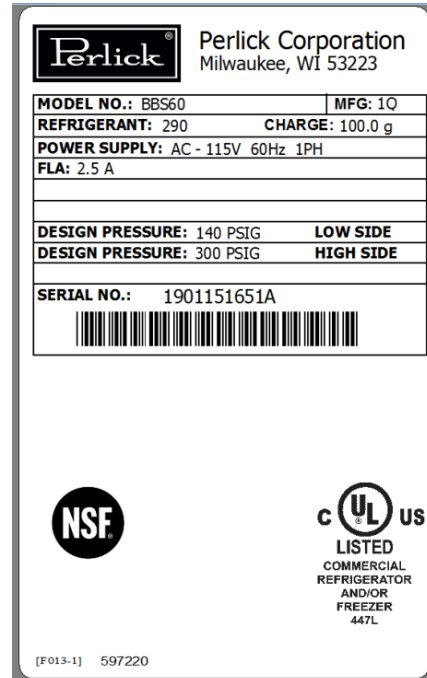 Perlick®
Perlick Corporation
Milwaukee, WI 53223
MODEL NO.: BBS60 MFG: 1Q
REFRIGERANT: 290 CHARGE: 100.0 g
POWER SUPPLY: AC - 115V 60Hz 1PH
FLA: 2.5 A
DESIGN PRESSURE: 140 PSIG LOW SIDE
DESIGN PRESSURE: 300 PSIG HIGH SIDE
SERIAL NO.: 1901151651A
NSF.
C UL® US
LISTED
COMMERCIAL
REFRIGERATOR
AND/OR
FREEZER
447L
[F013-1] 597220